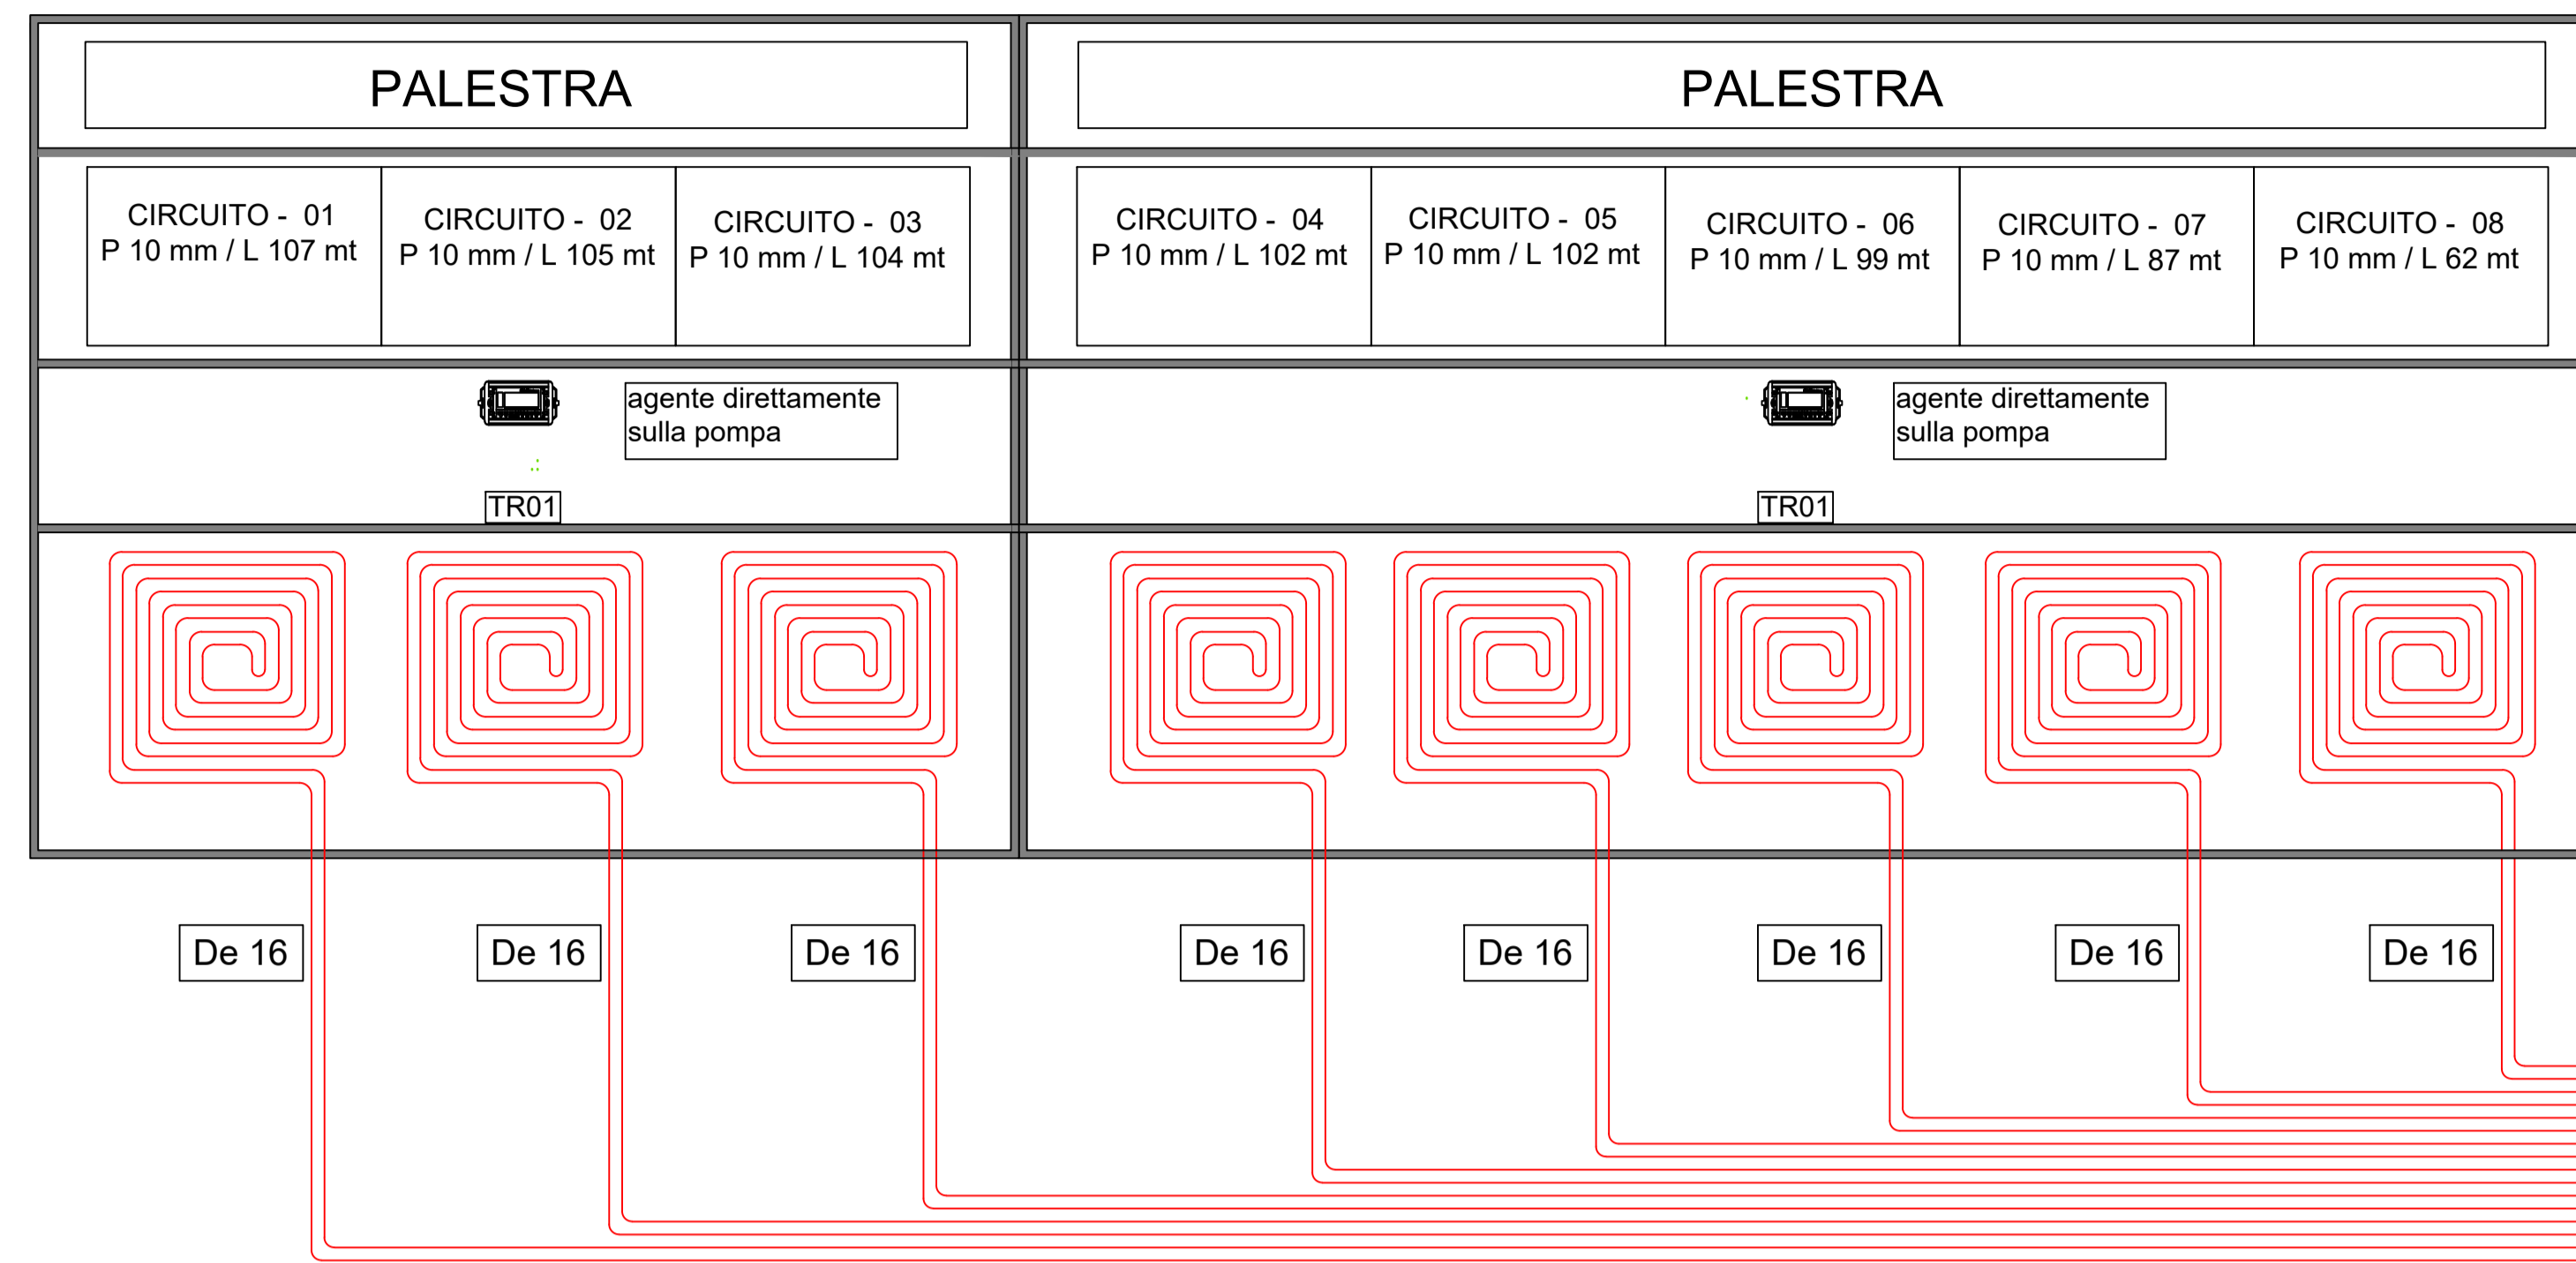 PALESTRA
PALESTRA
CIRCUITO - 01
P 10 mm / L 107 mt
CIRCUITO - 02
P 10 mm / L 105 mt
CIRCUITO - 03
P 10 mm / L 104 mt
CIRCUITO - 04
P 10 mm / L 102 mt
CIRCUITO - 05
P 10 mm / L 102 mt
CIRCUITO - 06
P 10 mm / L 99 mt
CIRCUITO - 07
P 10 mm / L 87 mt
CIRCUITO - 08
P 10 mm / L 62 mt
agente direttamente
sulla pompa
TR01
agente direttamente
sulla pompa
TR01
De 16
De 16
De 16
De 16
De 16
De 16
De 16
De 16